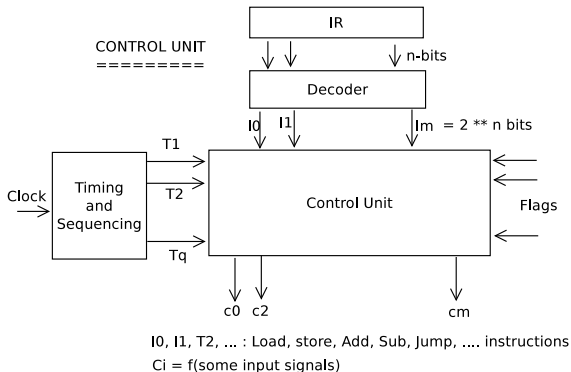 IR
CONTROL UNIT
=========
n-bits
Decoder
I0
I1
Im = 2 ** n bits
T1
Clock
Timing
and
Sequencing
T2
Control Unit
Flags
Tq
c0
c2
cm
I0, I1, T2, ... : Load, store, Add, Sub, Jump, .... instructions
Ci = f(some input signals)